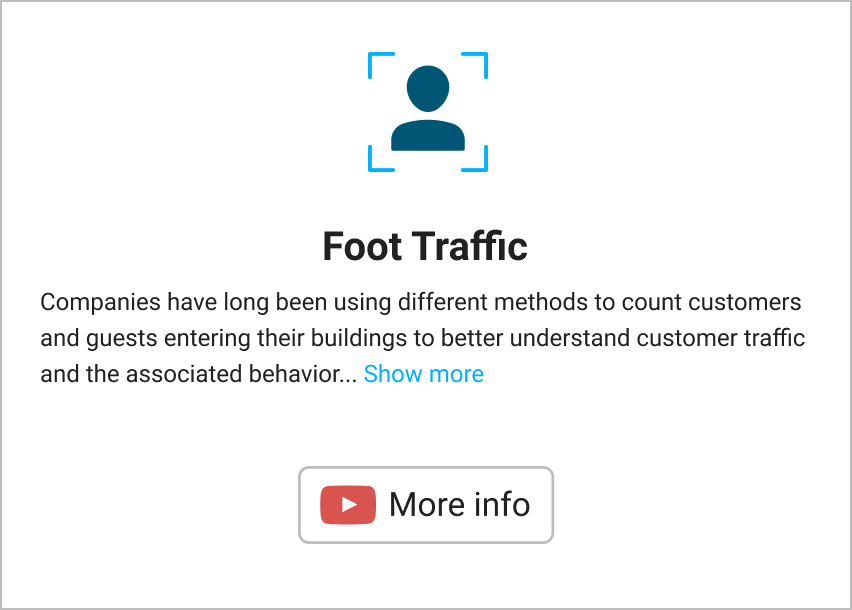 Foot Traffic
Companies have long been using different methods to count customers
and guests entering their buildings to better understand customer traffic
and the associated behavior... Show more
More info